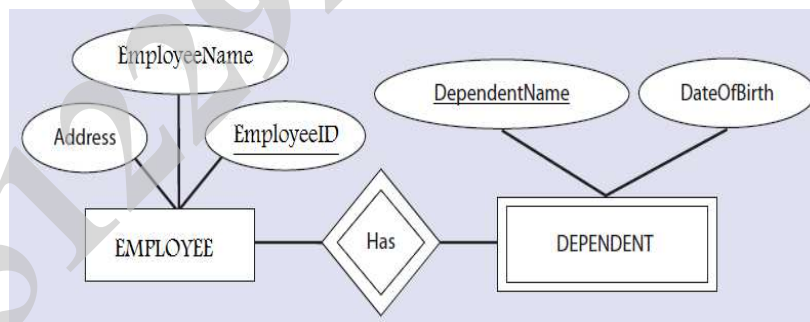 EmployeeName
Address
EmployeeID
DependentName
DateOfBirth
EMPLOYEE
Has
DEPENDENT